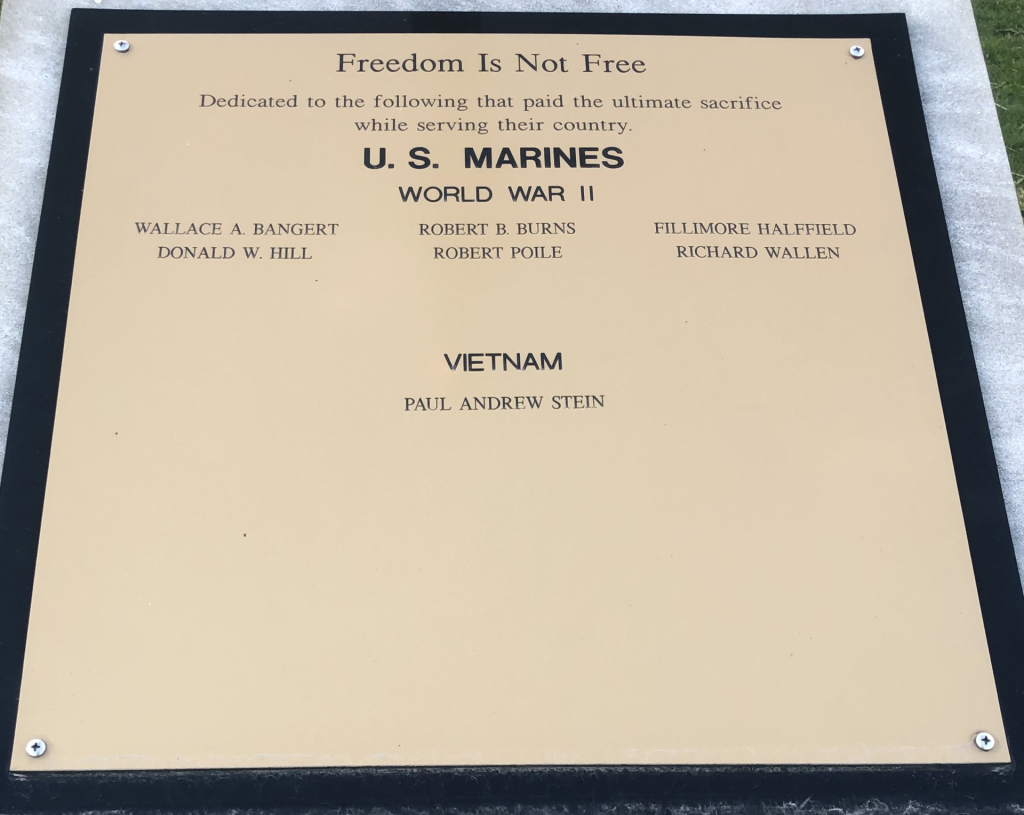 Freedom Is Not Free
Dedicated to the following that paid the ultimate sacrifice
while serving their country.
U. S. MARINES
WORLD WAR II
WALLACE A. BANGERT ROBERT B. BURNS FILLIMORE HALFFIELD
DONALD W. HILL ROBERT POILE RICHARD WALLEN
VIETNAM
PAUL ANDREW STEIN